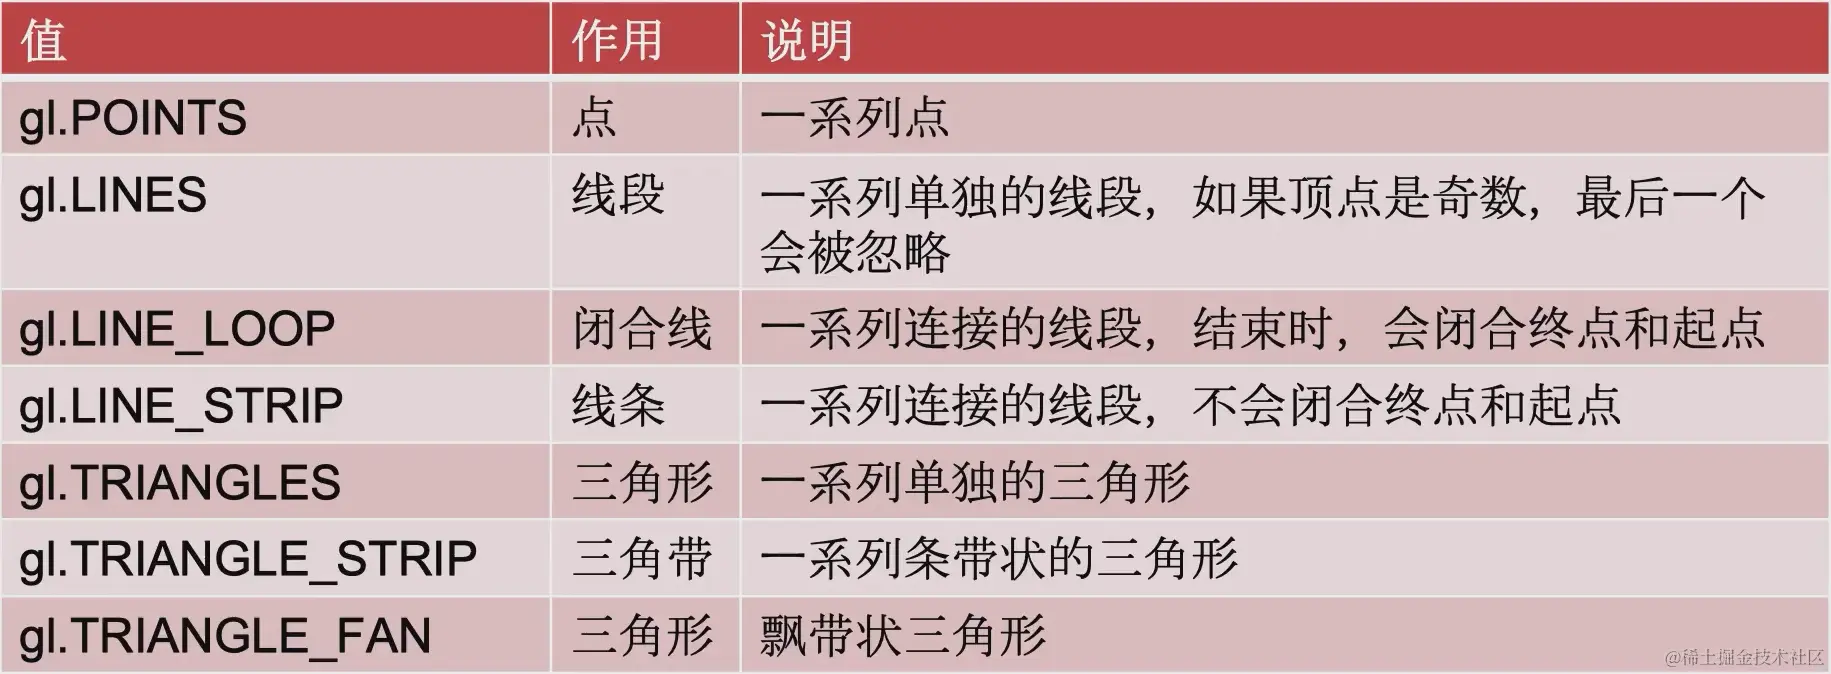 值 作用 说明
gl.POINTS 点 一系列点
gl.LINES 线段 一系列单独的线段，如果顶点是奇数，最后一个
会被忽略
gl.LINE_LOOP 闭合线 一系列连接的线段，结束时，会闭合终点和起点
gl.LINE_STRIP 线条 一系列连接的线段，不会闭合终点和起点
gl.TRIANGLES 三角形 一系列单独的三角形
gl.TRIANGLE_STRIP 三角带 一系列条带状的三角形
gl.TRIANGLE_FAN 三角形 飘带状三角形
@稀土掘金技术社区